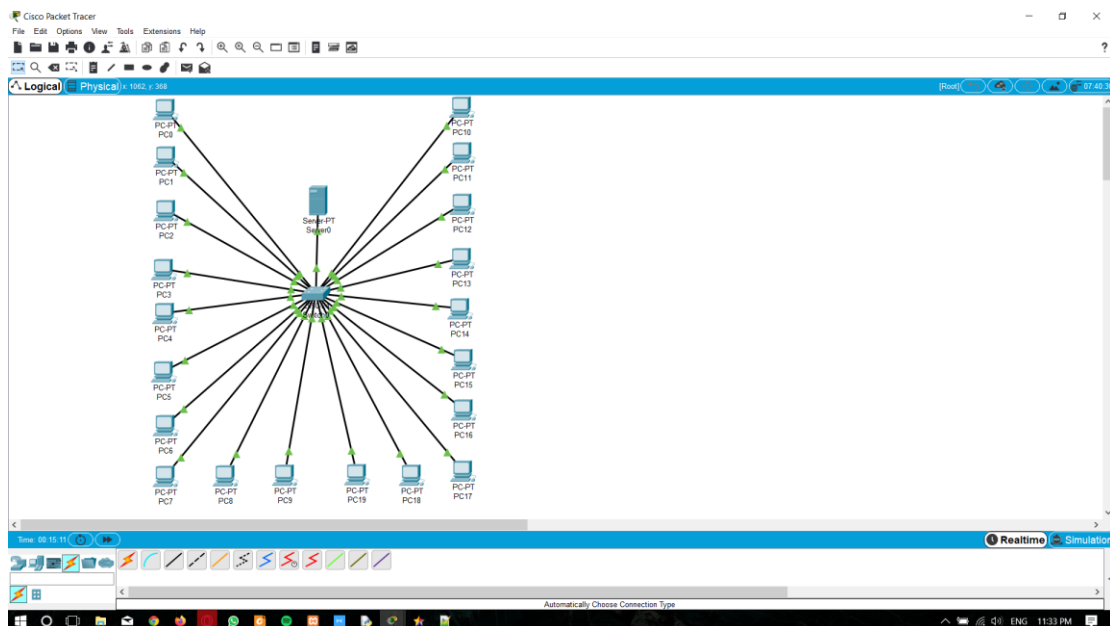 Cisco Packet Tracer
File Edit Options View Tools Extensions Help
?
Logical Physical x: 1062, y: 368 [Root] 07:40:3
PC-PT
PC0
PC-PT
PC10
PC-PT
PC1
PC-PT
PC11
Server-PT
Server0
PC-PT
PC2
PC-PT
PC12
PC-PT
PC3
PC-PT
PC13
PC-PT
PC4
PC-PT
PC14
PC-PT
PC5
PC-PT
PC15
PC-PT
PC6
PC-PT
PC16
PC-PT
PC7
PC-PT
PC8
PC-PT
PC9
PC-PT
PC19
PC-PT
PC18
PC-PT
PC17
Time: 00:15:11 Realtime Simulation
Automatically Choose Connection Type
ENG 11:33 PM